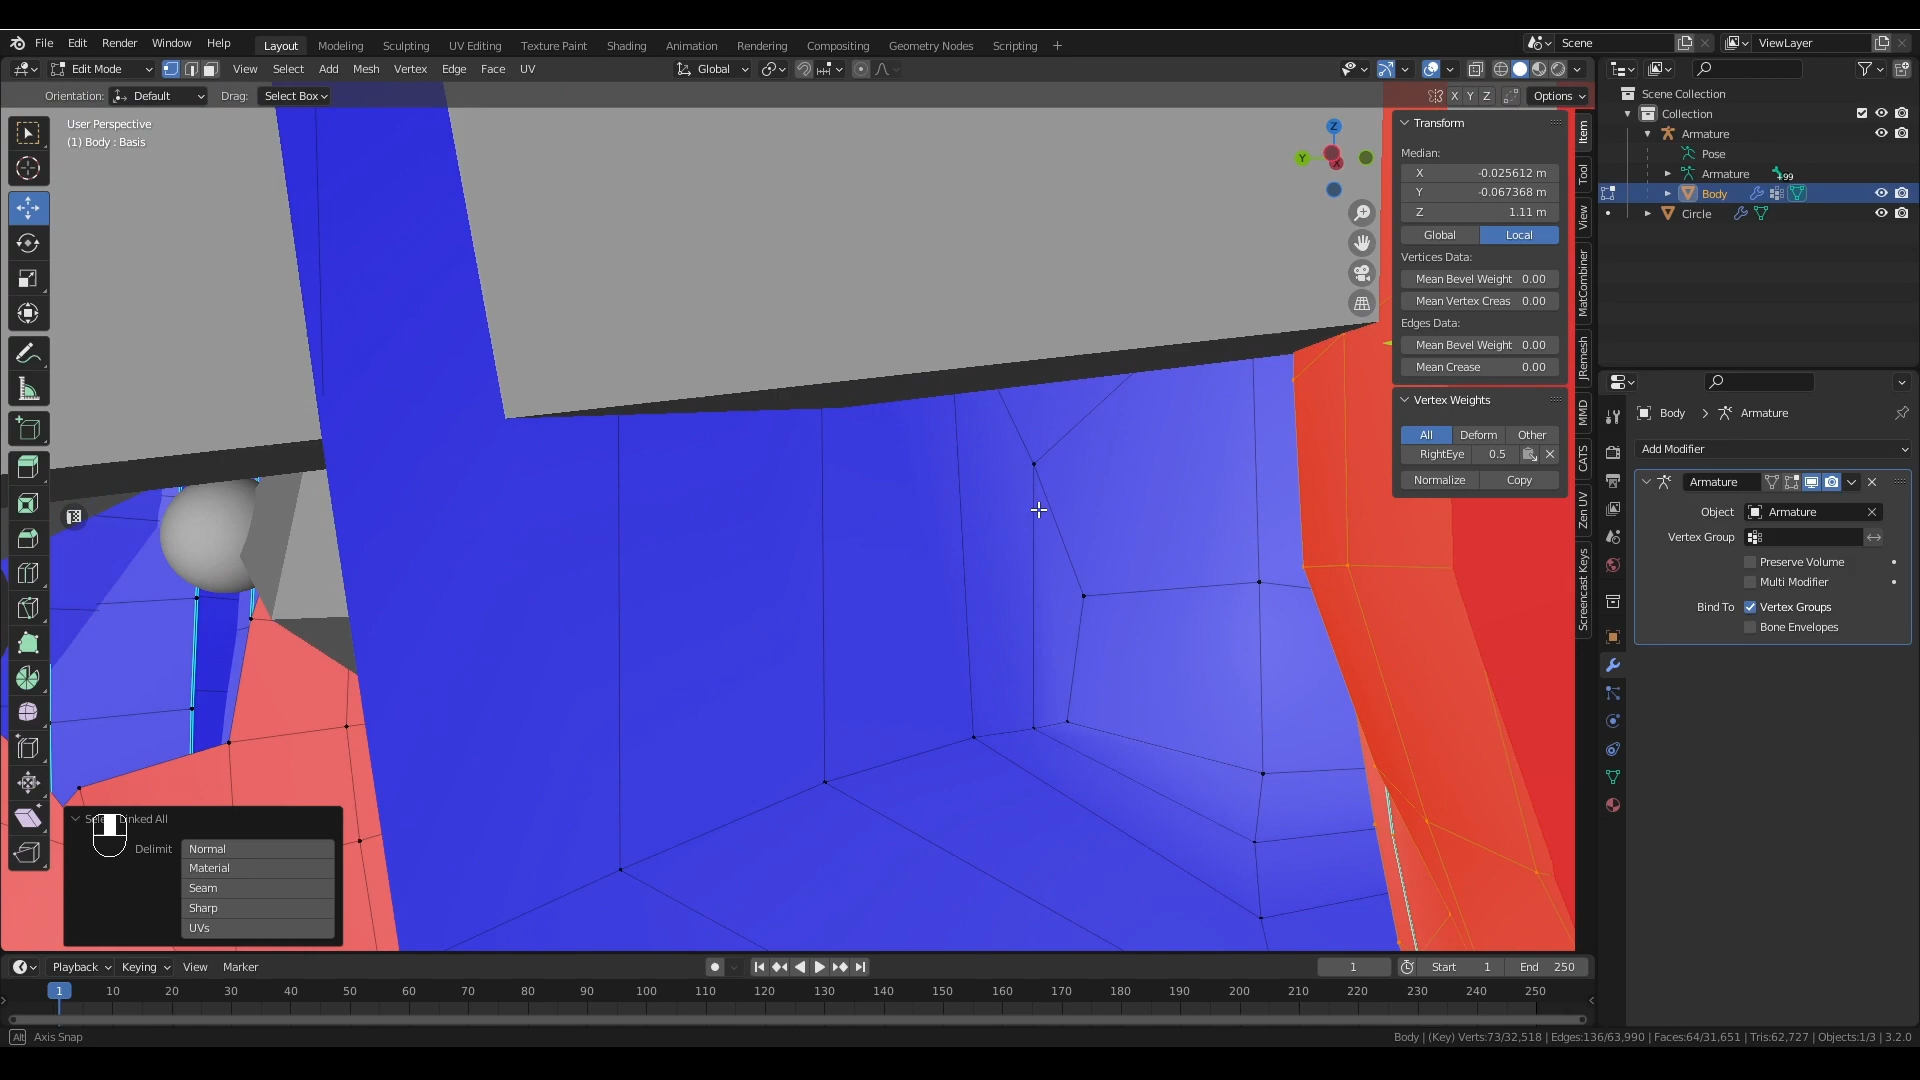 File Edit Render Window Help Layout Modeling Sculpting UV Editing Texture Paint Shading Animation Rendering Compositing Geometry Nodes Scripting + Scene ViewLayer
Edit Mode View Select Add Mesh Vertex Edge Face UV Global
Orientation: Default Drag: Select Box X Y Z Options
User Perspective
(1) Body : Basis
Z
Y
X
Transform
Median:
X -0.025612 m
Y -0.067368 m
Z 1.11 m
Global Local
Vertices Data:
Mean Bevel Weight 0.00
Mean Vertex Creas 0.00
Edges Data:
Mean Bevel Weight 0.00
Mean Crease 0.00
Vertex Weights
All Deform Other
RightEye 0.5
Normalize Copy
Item
Tool
View
MatCombiner
JRemesh
MMD
CATS
Zen UV
Screencast Keys
Scene Collection
Collection
Armature
Pose
Armature 99
Body
Circle
Body > Armature
Add Modifier
Armature
Object Armature
Vertex Group
Preserve Volume
Multi Modifier
Bind To Vertex Groups
Bone Envelopes
Delimit Normal
Material
Seam
Sharp
UVs
Playback Keying View Marker 1 Start 1 End 250
1 10 20 30 40 50 60 70 80 90 100 110 120 130 140 150 160 170 180 190 200 210 220 230 240 250
Alt Axis Snap Body | (Key) Verts:73/32,518 | Edges:136/63,990 | Faces:64/31,651 | Tris:62,727 | Objects:1/3 | 3.2.0